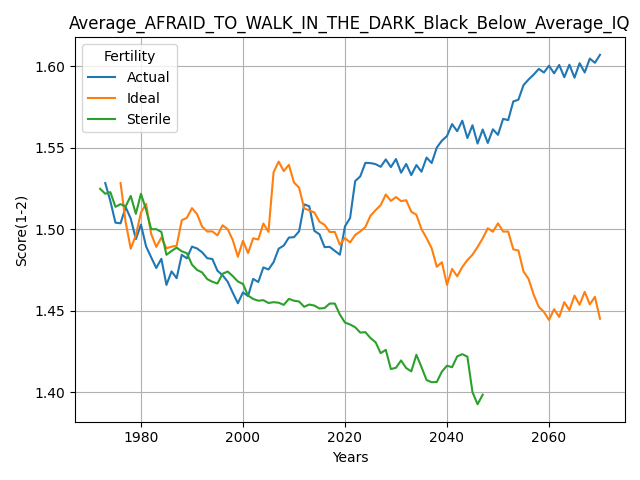 Average_AFRAID_TO_WALK_IN_THE_DARK_Black_Below_Average_IQ
Fertility
Actual
Ideal
Sterile
Score(1-2)
1.60
1.55
1.50
1.45
1.40
1980
2000
2020
2040
2060
Years